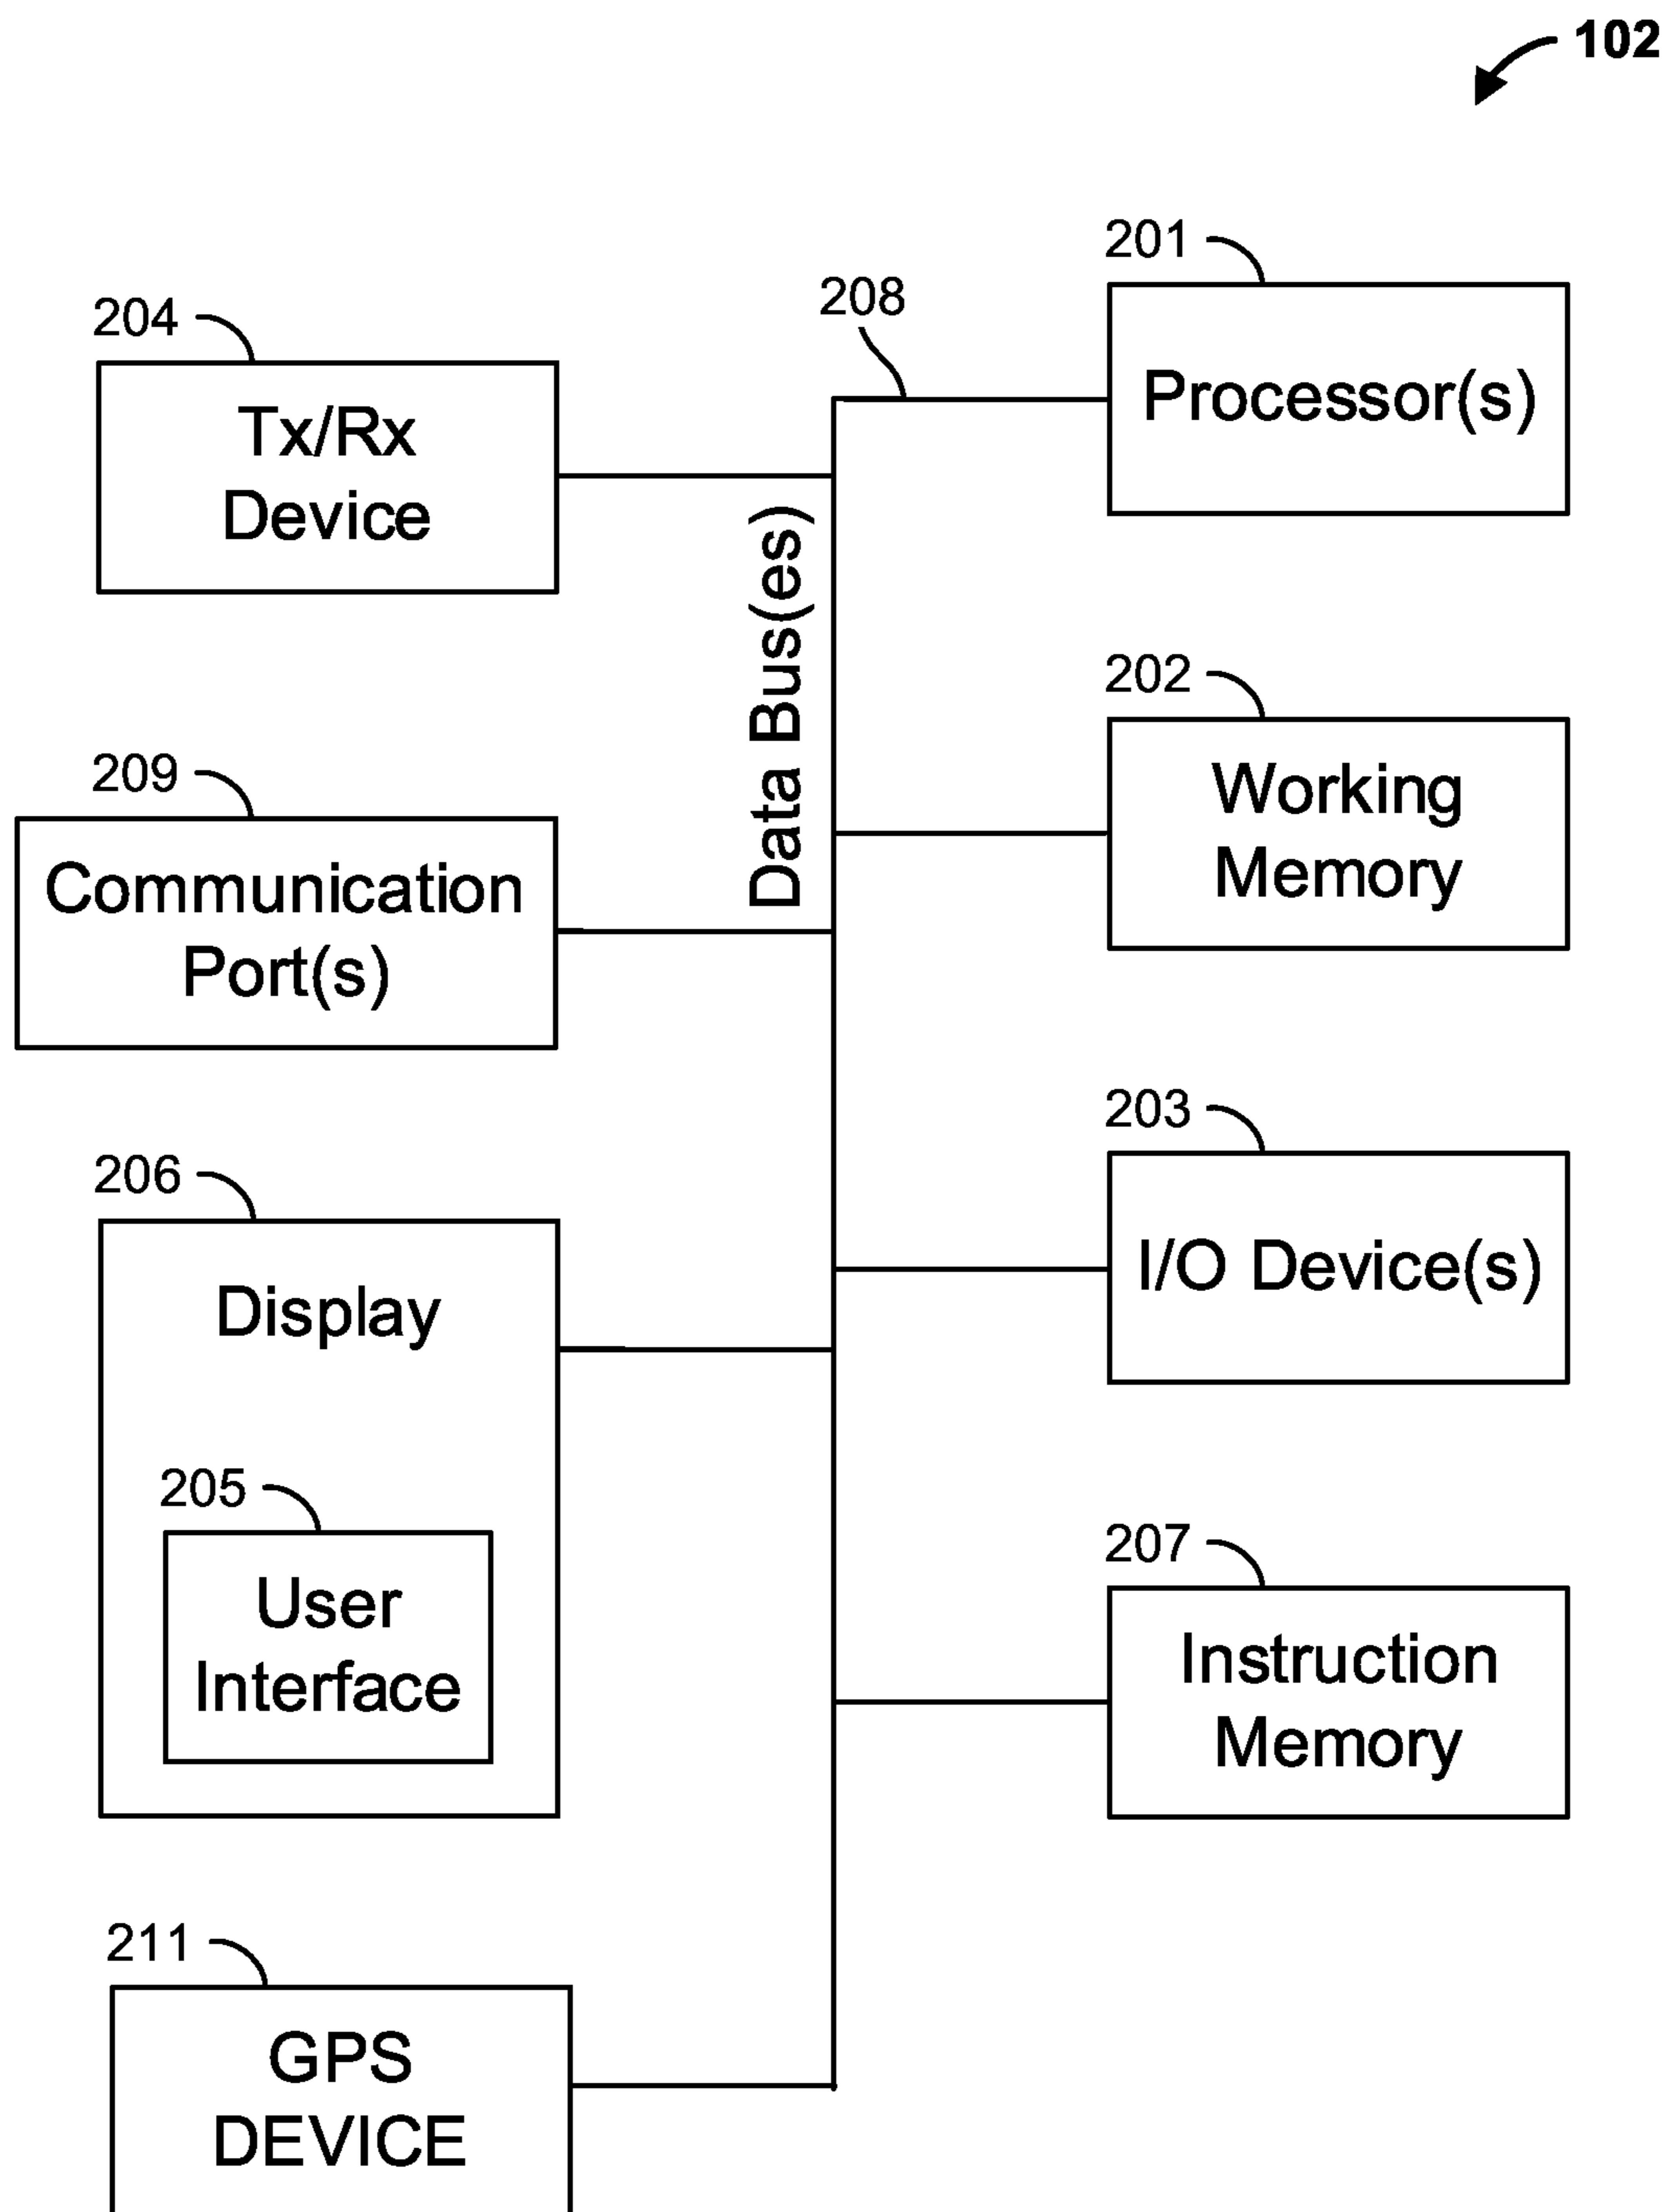 102
201
Processor(s)
204
Tx/Rx
Device
208
Data Bus(es)
202
Working
Memory
209
Communication
Port(s)
203
I/O Device(s)
206
Display
205
User
Interface
207
Instruction
Memory
211
GPS
DEVICE